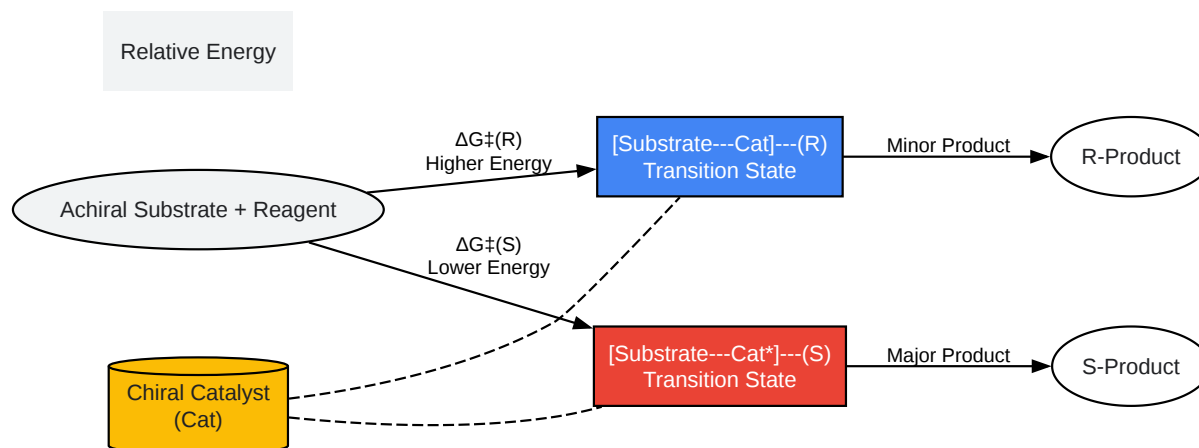 Relative Energy
ΔG‡(R)
Higher Energy
[Substrate---Cat]---(R)
Transition State
Minor Product
R-Product
Achiral Substrate + Reagent
ΔG‡(S)
Lower Energy
[Substrate---Cat*]---(S)
Transition State
Major Product
S-Product
Chiral Catalyst
(Cat)